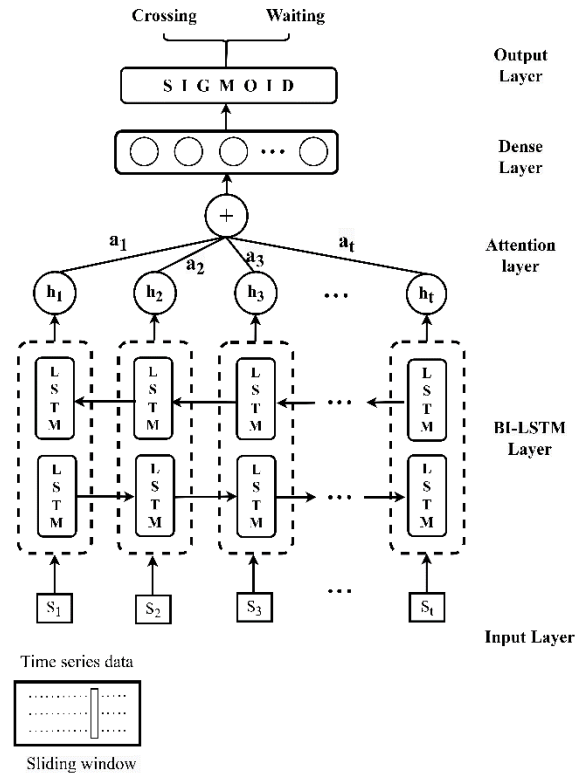 Crossing Waiting
S I G M O I D
Output
Layer
...
Dense
Layer
+
a1 a2 a3 at
Attention
layer
h1 h2 h3 ... ht
L S T M L S T M L S T M L S T M
...
BI-LSTM
Layer
L S T M L S T M L S T M L S T M
...
S1 S2 S3 ... St
Input Layer
Time series data
Sliding window